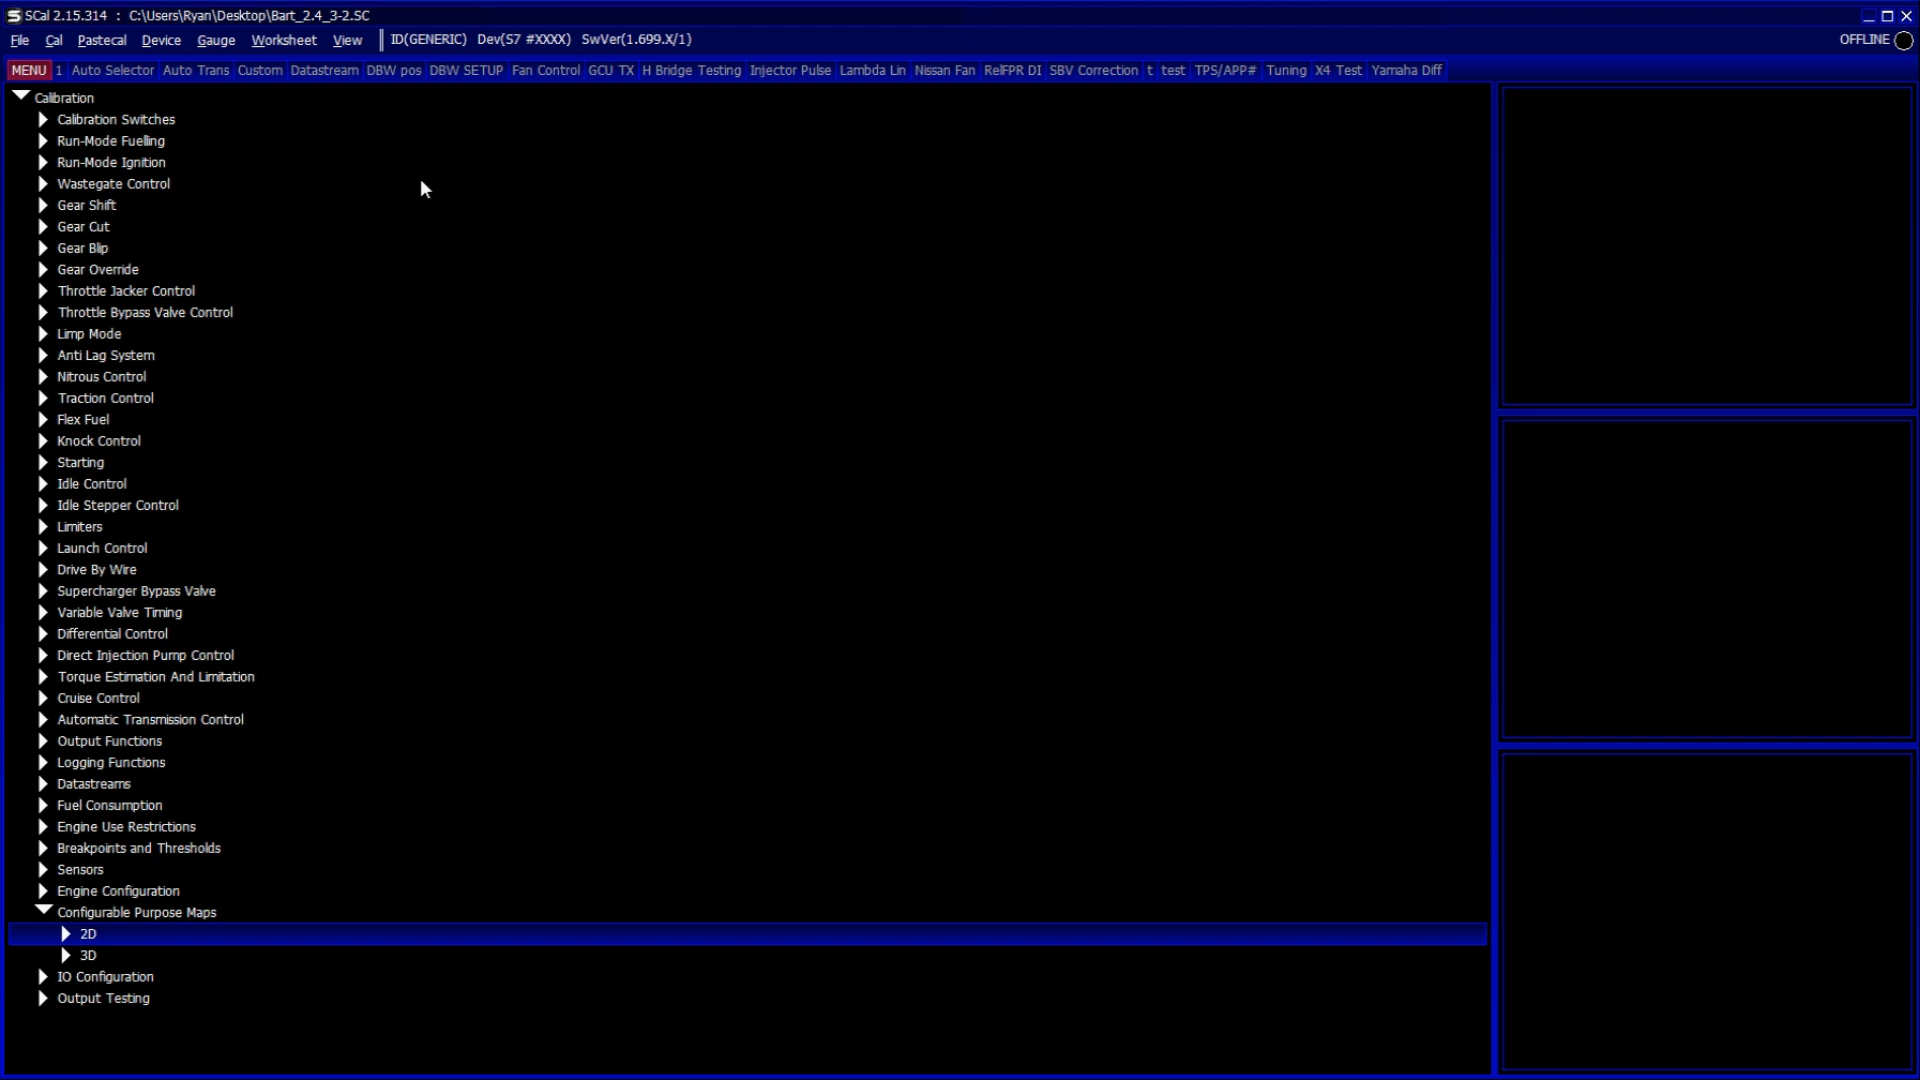 SCal 2.15.314 : C:\Users\Ryan\Desktop\Bart_2.4_3-2.SC
File Cal Pastecal Device Gauge Worksheet View ID(GENERIC) Dev(S7 #XXXX) SwVer(1.699.X/1) OFFLINE
MENU 1 Auto Selector Auto Trans Custom Datastream DBW pos DBW SETUP Fan Control GCU TX H Bridge Testing Injector Pulse Lambda Lin Nissan Fan RelFPR DI SBV Correction t test TPS/APP# Tuning X4 Test Yamaha Diff
Calibration
Calibration Switches
Run-Mode Fuelling
Run-Mode Ignition
Wastegate Control
Gear Shift
Gear Cut
Gear Blip
Gear Override
Throttle Jacker Control
Throttle Bypass Valve Control
Limp Mode
Anti Lag System
Nitrous Control
Traction Control
Flex Fuel
Knock Control
Starting
Idle Control
Idle Stepper Control
Limiters
Launch Control
Drive By Wire
Supercharger Bypass Valve
Variable Valve Timing
Differential Control
Direct Injection Pump Control
Torque Estimation And Limitation
Cruise Control
Automatic Transmission Control
Output Functions
Logging Functions
Datastreams
Fuel Consumption
Engine Use Restrictions
Breakpoints and Thresholds
Sensors
Engine Configuration
Configurable Purpose Maps
2D
3D
IO Configuration
Output Testing